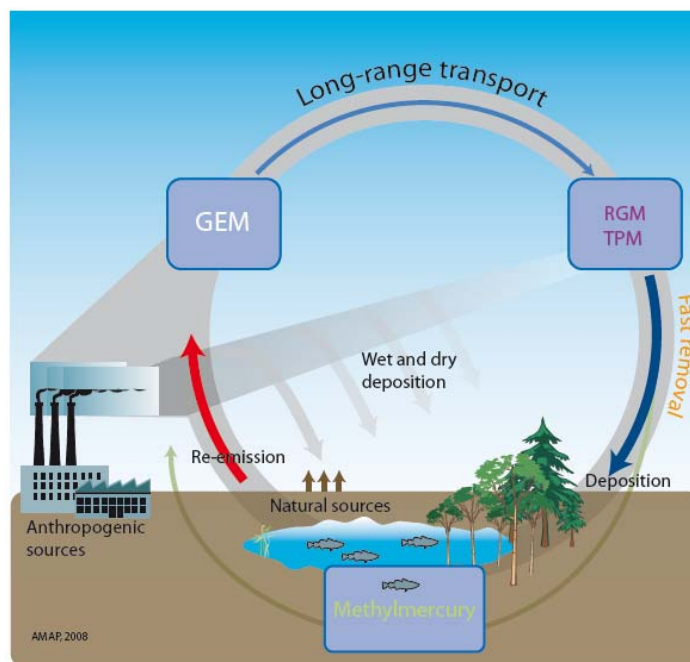 Long-range transport
GEM
RGM
TPM
Fast removal
Wet and dry
deposition
Re-emission
Deposition
Natural sources
Anthropogenic
sources
Methylmercury
AMAP, 2008